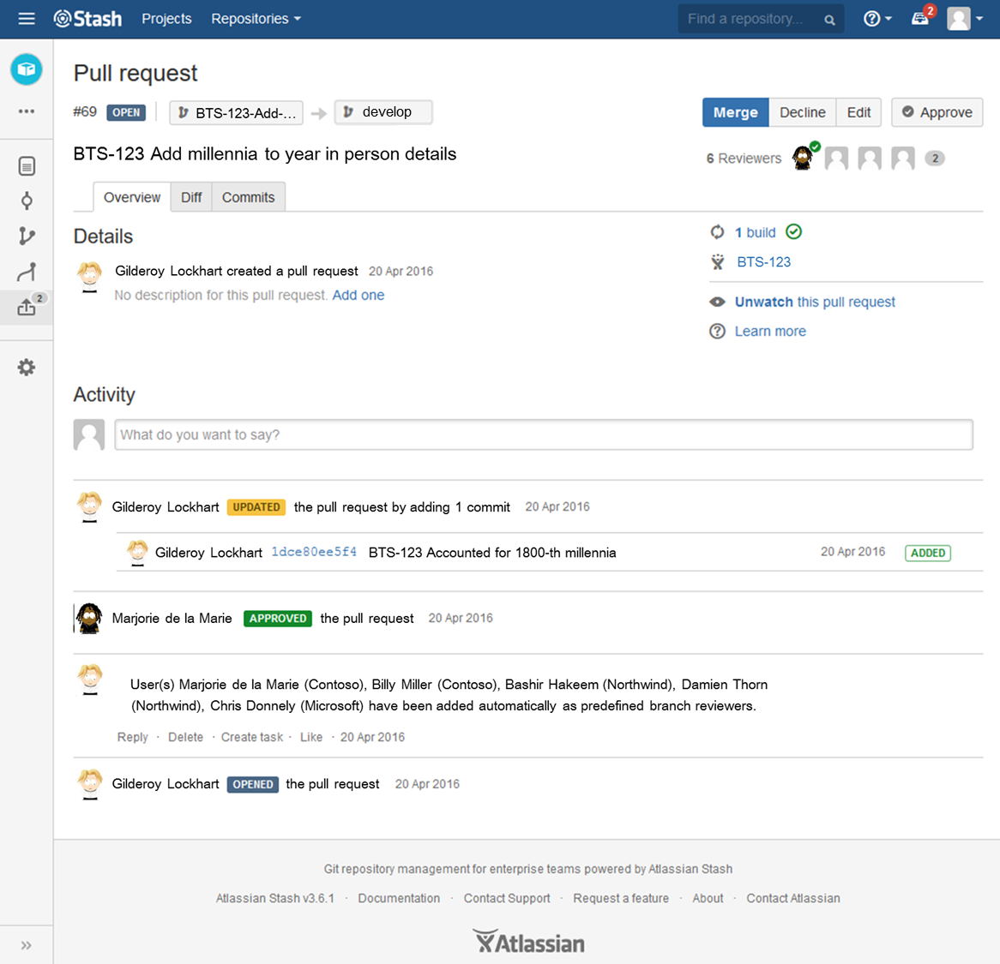 Stash Projects Repositories Find a repository... 2
Pull request
#69 OPEN BTS-123-Add-... develop Merge Decline Edit Approve
BTS-123 Add millennia to year in person details 6 Reviewers 2
Overview Diff Commits
Details 1 build
BTS-123
Gilderoy Lockhart created a pull request 20 Apr 2016
No description for this pull request. Add one
Unwatch this pull request
2
Learn more
Activity
What do you want to say?
Gilderoy Lockhart UPDATED the pull request by adding 1 commit 20 Apr 2016
Gilderoy Lockhart 1dce80ee5f4 BTS-123 Accounted for 1800-th millennia 20 Apr 2016 ADDED
Marjorie de la Marie APPROVED the pull request 20 Apr 2016
User(s) Marjorie de la Marie (Contoso), Billy Miller (Contoso), Bashir Hakeem (Northwind), Damien Thorn
(Northwind), Chris Donnely (Microsoft) have been added automatically as predefined branch reviewers.
Reply · Delete · Create task · Like · 20 Apr 2016
Gilderoy Lockhart OPENED the pull request 20 Apr 2016
Git repository management for enterprise teams powered by Atlassian Stash
Atlassian Stash v3.6.1 · Documentation · Contact Support · Request a feature · About · Contact Atlassian
Atlassian